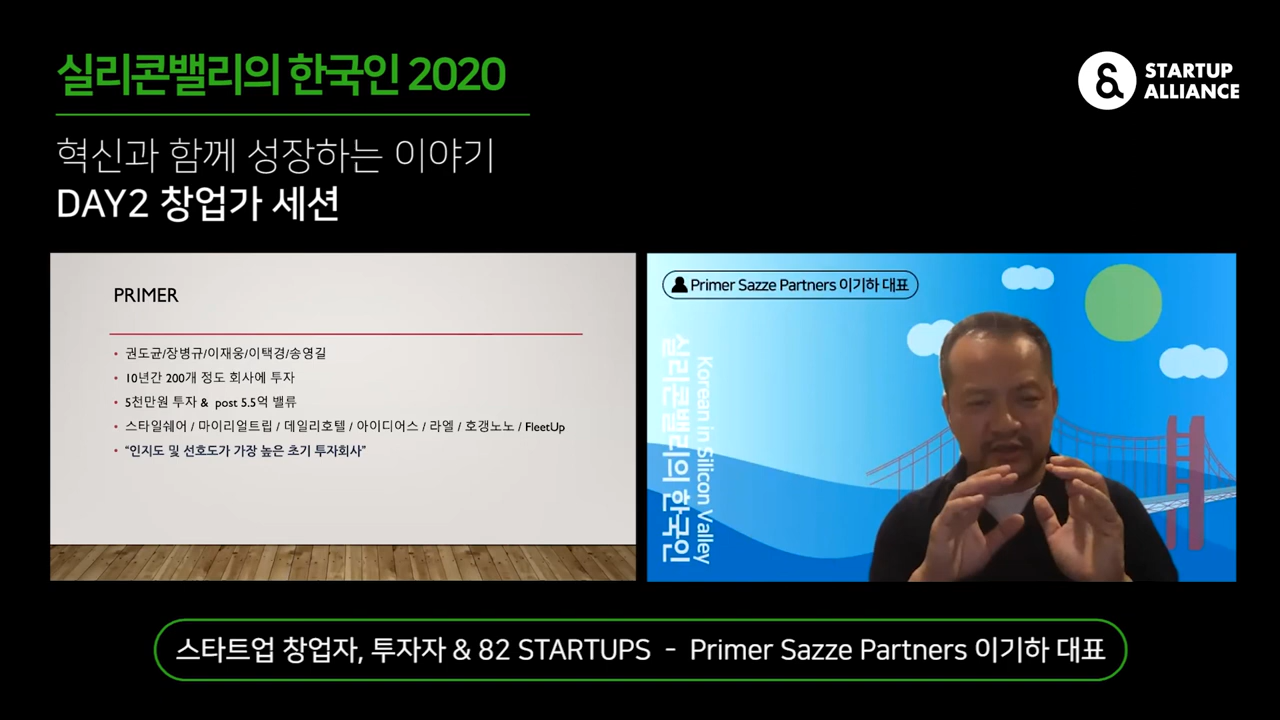 실리콘밸리의 한국인 2020
STARTUP
ALLIANCE
혁신과 함께 성장하는 이야기
DAY2 창업가 세션
PRIMER
• 권도균/장병규/이재웅/이택경/송영길
• 10년간 200개 정도 회사에 투자
• 5천만원 투자 & post 5.5억 밸류
• 스타일쉐어 / 마이리얼트립 / 데일리호텔 / 아이디어스 / 라엘 / 호갱노노 / FleetUp
• “인지도 및 선호도가 가장 높은 초기 투자회사”
Primer Sazze Partners 이기하 대표
Korean in Silicon Valley
실리콘밸리의 한국인
스타트업 창업자, 투자자 & 82 STARTUPS - Primer Sazze Partners 이기하 대표